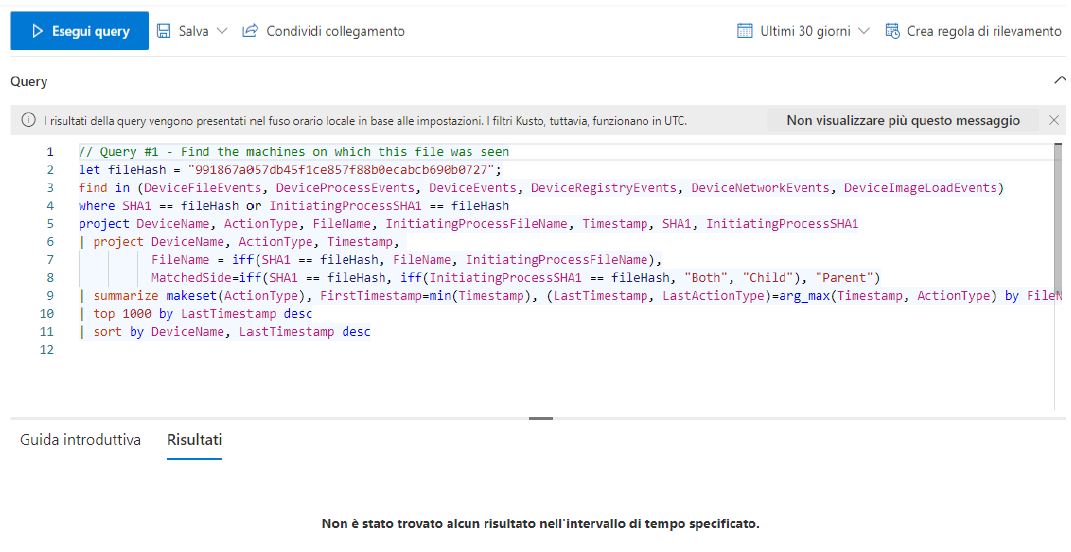 Esegui query Salva Condividi collegamento Ultimi 30 giorni Crea regola di rilevamento
Query
I risultati della query vengono presentati nel fuso orario locale in base alle impostazioni. I filtri Kusto, tuttavia, funzionano in UTC. Non visualizzare più questo messaggio
1 // Query #1 - Find the machines on which this file was seen
2 let fileHash = "991867a057db45f1ce857f88b0ecabcb690b0727";
3 find in (DeviceFileEvents, DeviceProcessEvents, DeviceEvents, DeviceRegistryEvents, DeviceNetworkEvents, DeviceImageLoadEvents)
4 where SHA1 == fileHash or InitiatingProcessSHA1 == fileHash
5 project DeviceName, ActionType, FileName, InitiatingProcessFileName, Timestamp, SHA1, InitiatingProcessSHA1
6 | project DeviceName, ActionType, Timestamp,
7 FileName = iff(SHA1 == fileHash, FileName, InitiatingProcessFileName),
8 MatchedSide=iff(SHA1 == fileHash, iff(InitiatingProcessSHA1 == fileHash, "Both", "Child"), "Parent")
9 | summarize makeset(ActionType), FirstTimestamp=min(Timestamp), (LastTimestamp, LastActionType)=arg_max(Timestamp, ActionType) by FileN
10 | top 1000 by LastTimestamp desc
11 | sort by DeviceName, LastTimestamp desc
12
Guida introduttiva Risultati
Non è stato trovato alcun risultato nell'intervallo di tempo specificato.